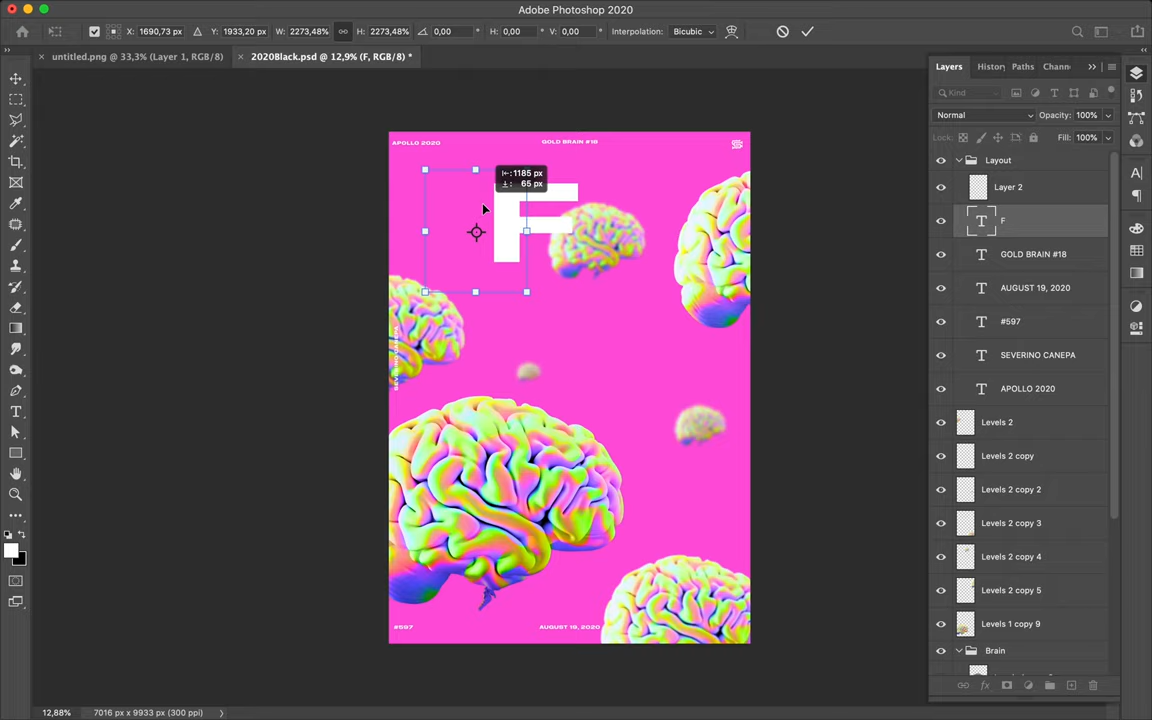 Adobe Photoshop 2020
X: 1690,73 px Y: 1933,20 px W: 2273,48% H: 2273,48% 0,00 ° H: 0,00 ° V: 0,00 ° Interpolation: Bicubic
untitled.png @ 33,3% (Layer 1, RGB/8)
2020Black.psd @ 12,9% (F, RGB/8) *
Layers
History
Paths
Chann
Kind
Normal
Opacity: 100%
Lock:
Fill: 100%
Layout
Layer 2
F
GOLD BRAIN #18
AUGUST 19, 2020
#597
SEVERINO CANEPA
APOLLO 2020
Levels 2
Levels 2 copy
Levels 2 copy 2
Levels 2 copy 3
Levels 2 copy 4
Levels 2 copy 5
Levels 1 copy 9
Brain
APOLLO 2020
GOLD BRAIN #18
1185 px
65 px
F
#597
AUGUST 19, 2020
12,88%
7016 px x 9933 px (300 ppi)